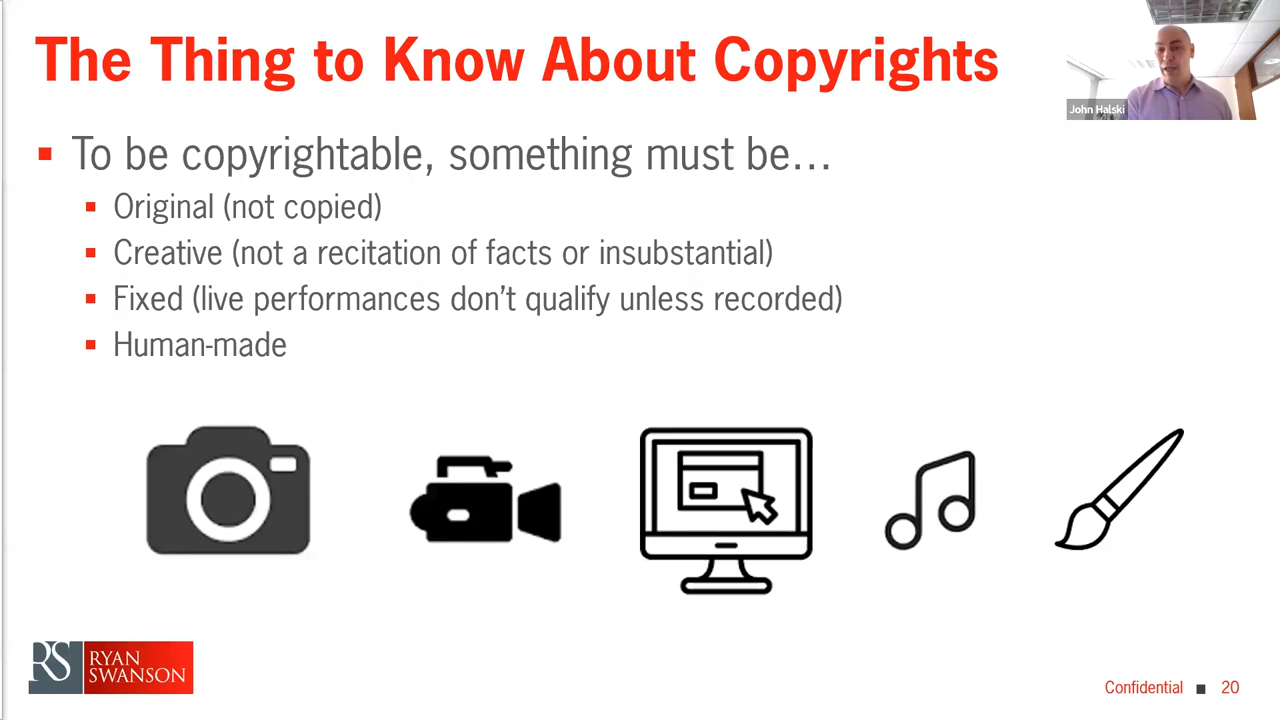 The Thing to Know About Copyrights
John Halski
To be copyrightable, something must be…
Original (not copied)
Creative (not a recitation of facts or insubstantial)
Fixed (live performances don't qualify unless recorded)
Human-made
RS
RYAN
SWANSON
Confidential ■ 20